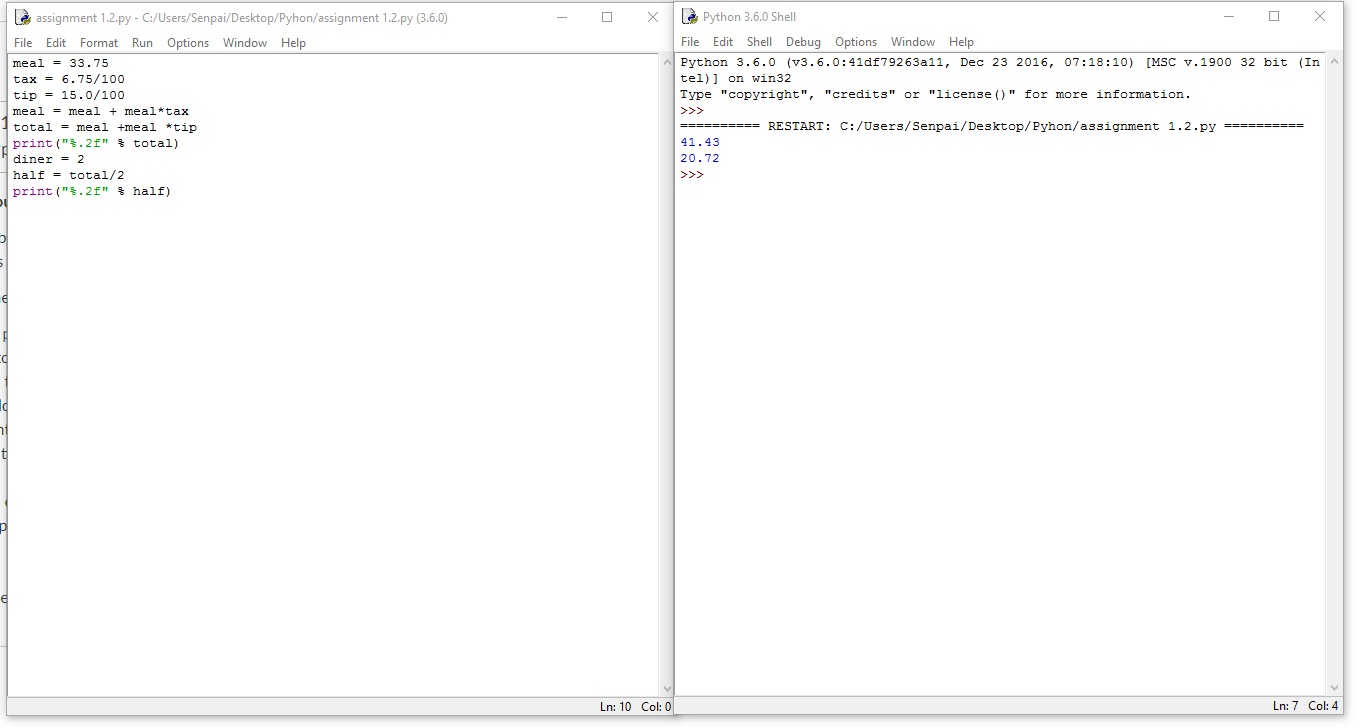 assignment 1.2.py - C:/Users/Senpai/Desktop/Pyhon/assignment 1.2.py (3.6.0)
File Edit Format Run Options Window Help
meal = 33.75
tax = 6.75/100
tip = 15.0/100
meal = meal + meal*tax
total = meal +meal *tip
print("%.2f" % total)
diner = 2
half = total/2
print("%.2f" % half)
Ln: 10 Col: 0
Python 3.6.0 Shell
File Edit Shell Debug Options Window Help
Python 3.6.0 (v3.6.0:41df79263a11, Dec 23 2016, 07:18:10) [MSC v.1900 32 bit (In
tel)] on win32
Type "copyright", "credits" or "license()" for more information.
>>>
========== RESTART: C:/Users/Senpai/Desktop/Pyhon/assignment 1.2.py ==========
41.43
20.72
>>>
Ln: 7 Col: 4